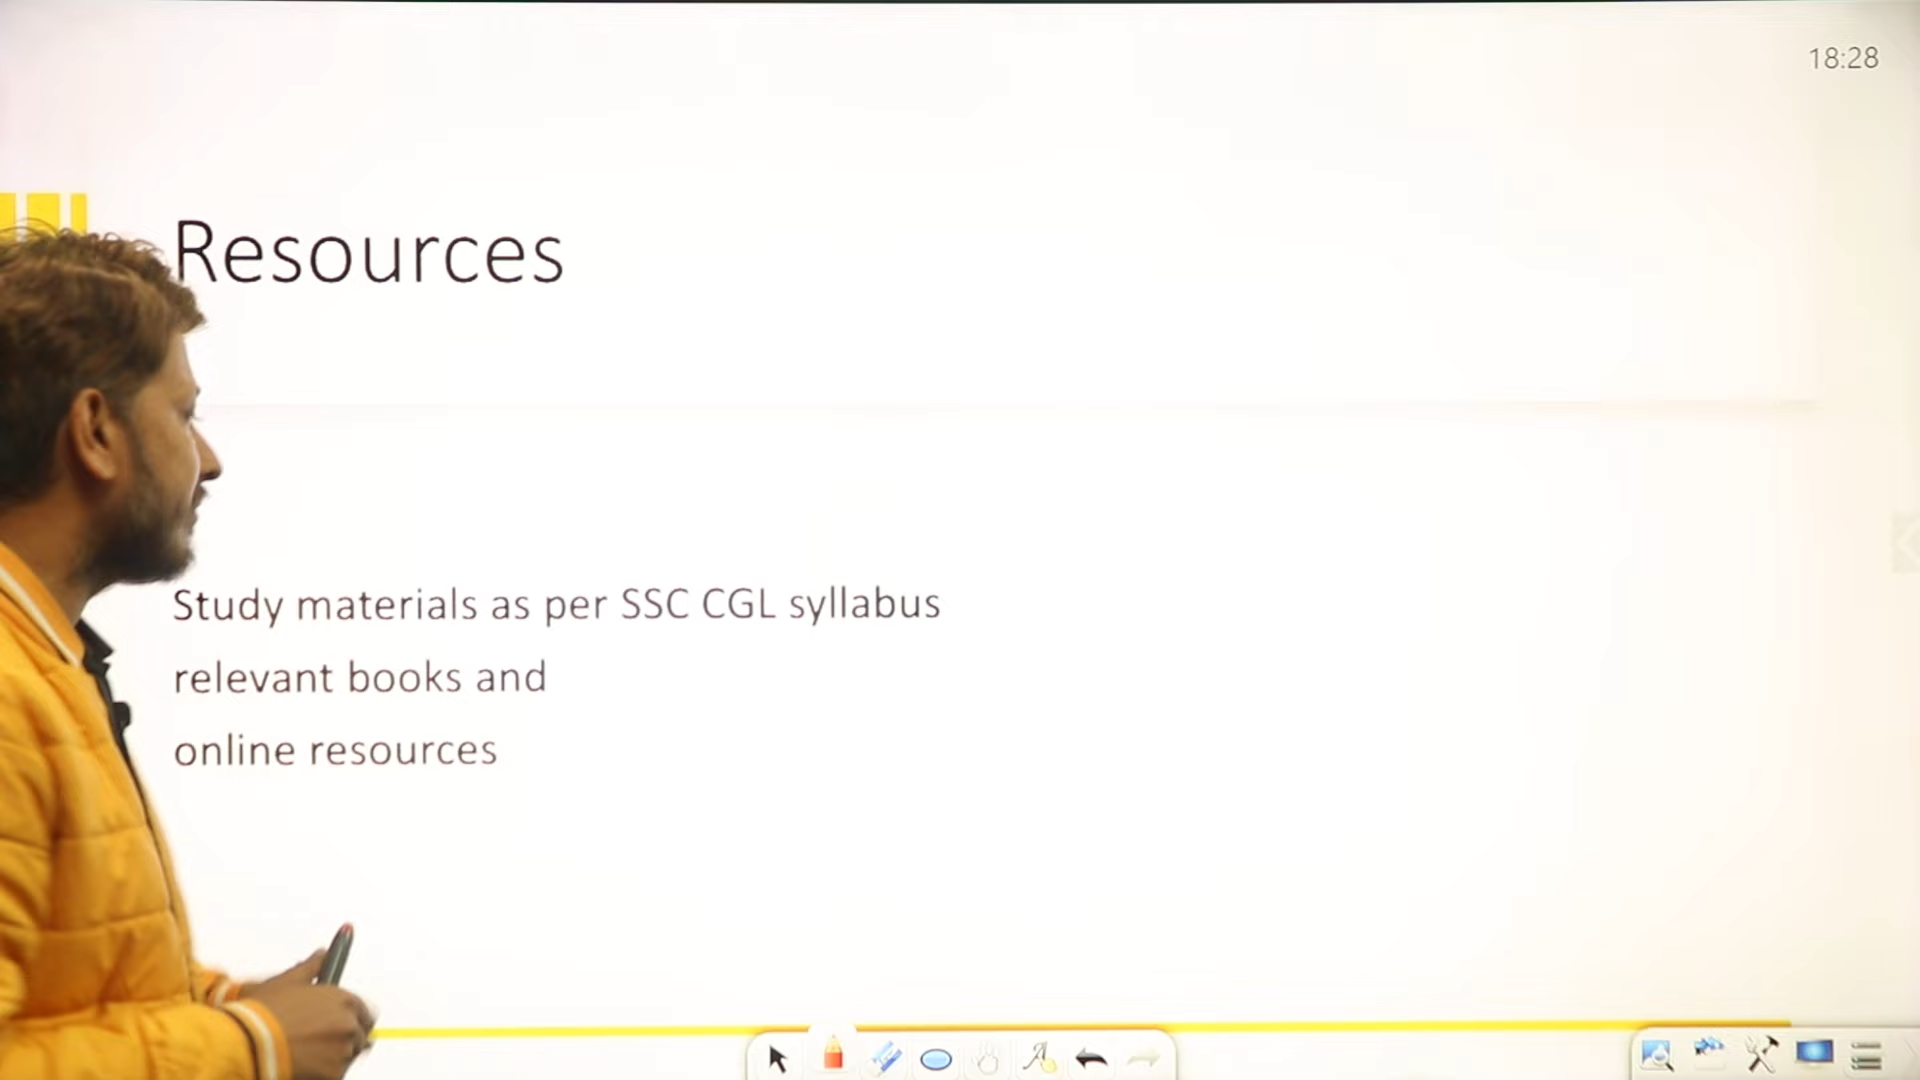 18:28
Resources
Study materials as per SSC CGL syllabus
relevant books and
online resources